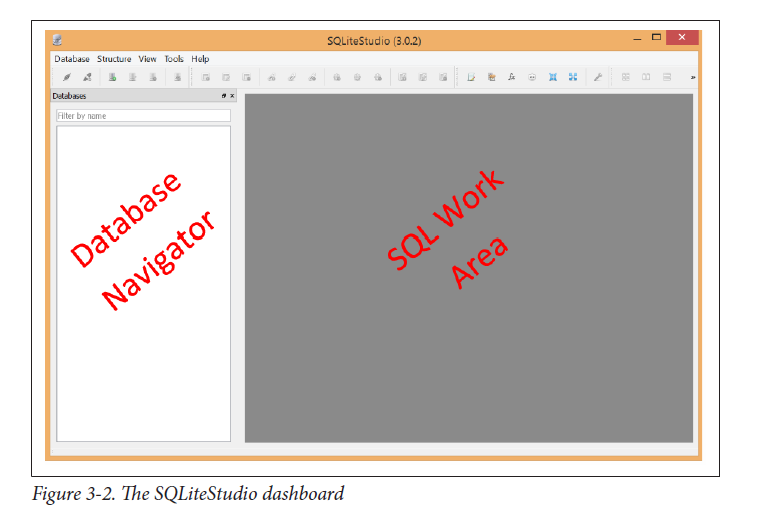 SQLiteStudio (3.0.2)
Database Structure View Tools Help
Databases
Filter by name
Database
Navigator
SQL Work
Area
Figure 3-2. The SQLiteStudio dashboard